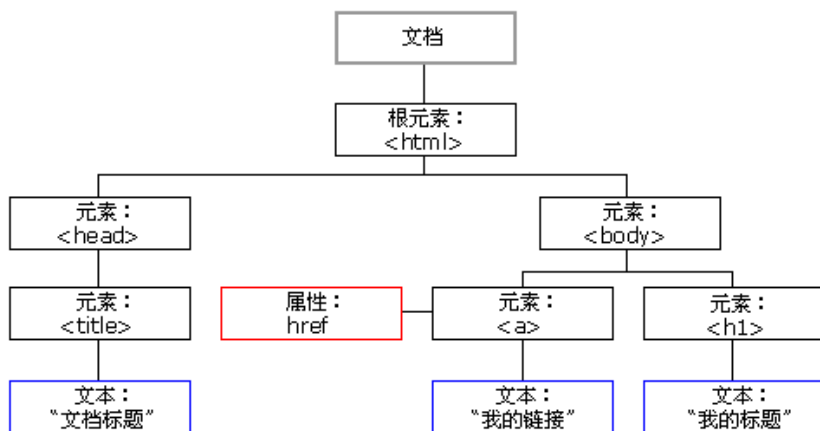 文档
根元素：
<html>
元素：
<head>
元素：
<body>
元素：
<title>
属性：
href
元素：
<a>
元素：
<h1>
文本：
“文档标题”
文本：
“我的链接”
文本：
“我的标题”